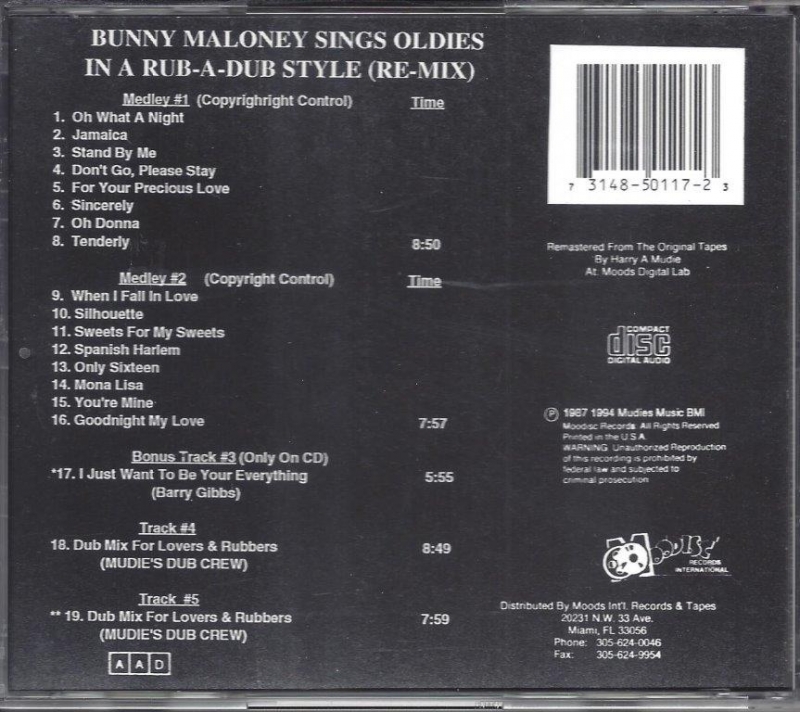 BUNNY MALONEY SINGS OLDIES
IN A RUB-A-DUB STYLE (RE-MIX)
Medley #1 (Copyrighright Control) Time
1. Oh What A Night
2. Jamaica
3. Stand By Me
4. Don't Go, Please Stay
5. For Your Precious Love
6. Sincerely
7. Oh Donna
8. Tenderly 8:50
Medley #2 (Copyright Control) Time
9. When I Fall In Love
10. Silhouette
11. Sweets For My Sweets
12. Spanish Harlem
13. Only Sixteen
14. Mona Lisa
15. You're Mine
16. Goodnight My Love 7:57
Bonus Track #3 (Only On CD)
*17. I Just Want To Be Your Everything 5:55
(Barry Gibbs)
Track #4
18. Dub Mix For Lovers & Rubbers 8:49
(MUDIE'S DUB CREW)
Track #5
** 19. Dub Mix For Lovers & Rubbers 7:59
(MUDIE'S DUB CREW)
A A D
7 3148-50117-2 3
Remastered From The Original Tapes
By Harry A Mudie
At: Moods Digital Lab
COMPACT
disc
DIGITAL AUDIO
Ⓟ 1987 1994 Mudies Music BMI
Moodisc Records. All Rights Reserved
Printed in the U.S.A.
WARNING: Unauthorized Reproduction
of this recording is prohibited by
federal law and subjected to
criminal prosecution
MOODISC
RECORDS
INTERNATIONAL
Distributed By Moods Int'l. Records & Tapes
20231 N.W. 33 Ave.
Miami, FL 33056
Phone: 305-624-0046
Fax: 305-624-9954